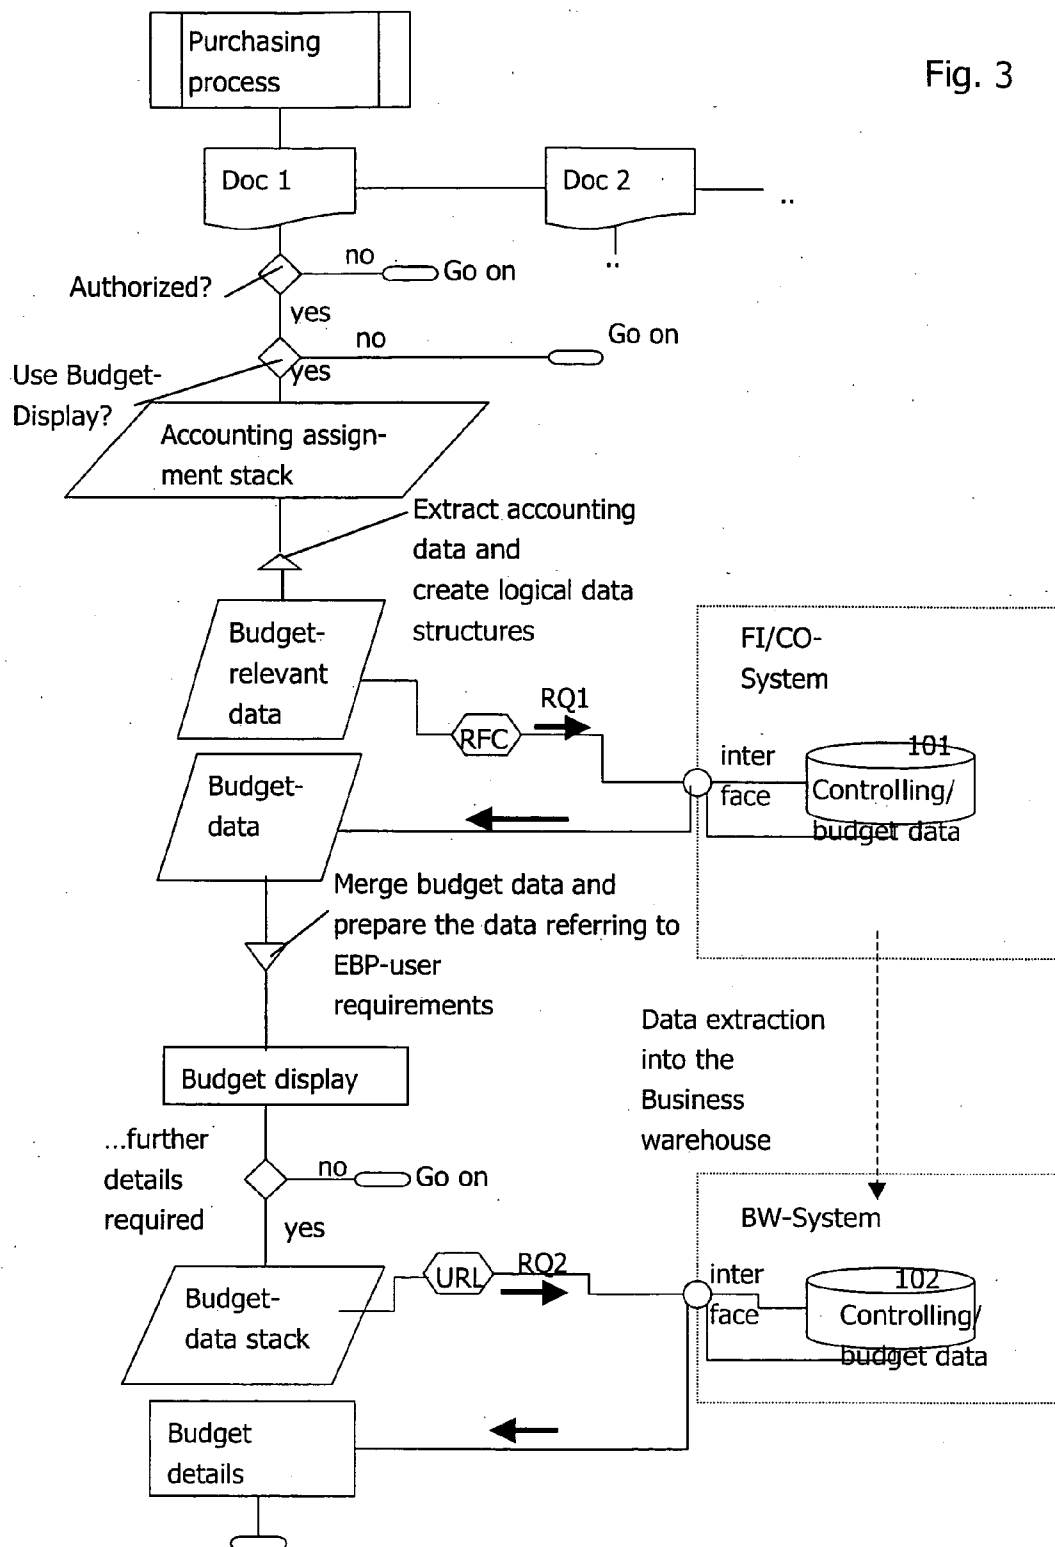 Purchasing
process
Fig. 3
Doc 1
Doc 2
..
..
no
Go on
Authorized?
yes
no
Go on
Use Budget-
Display?
yes
Accounting assign-
ment stack
Extract accounting
data and
create logical data
structures
Budget-
relevant
data
RFC
RQ1
FI/CO-
System
inter
face
101
Controlling/
budget data
Budget-
data
Merge budget data and
prepare the data referring to
EBP-user
requirements
Data extraction
into the
Business
warehouse
Budget display
...further
details
required
no
Go on
yes
BW-System
Budget-
data stack
URL
RQ2
inter
face
102
Controlling/
budget data
Budget
details